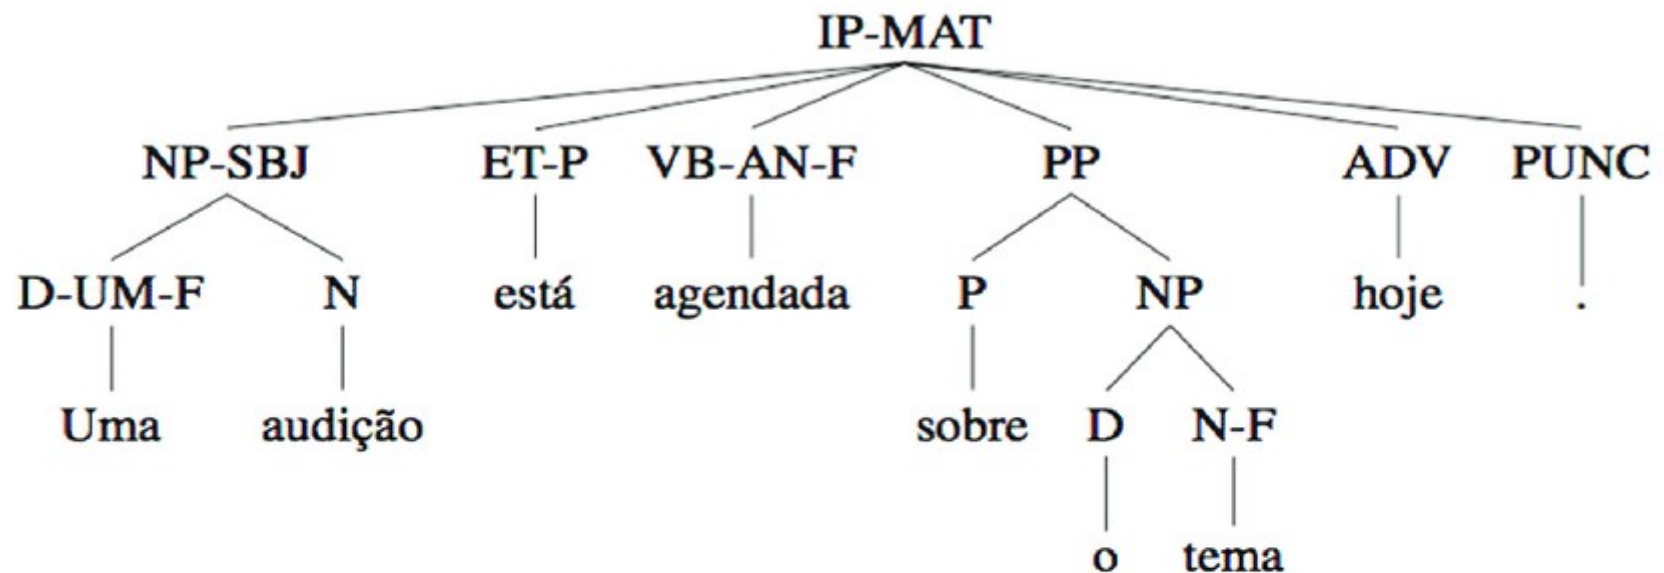 IP-MAT
NP-SBJ ET-P VB-AN-F PP ADV PUNC
D-UM-F N está agendada P NP hoje .
Uma audição sobre D N-F
o tema